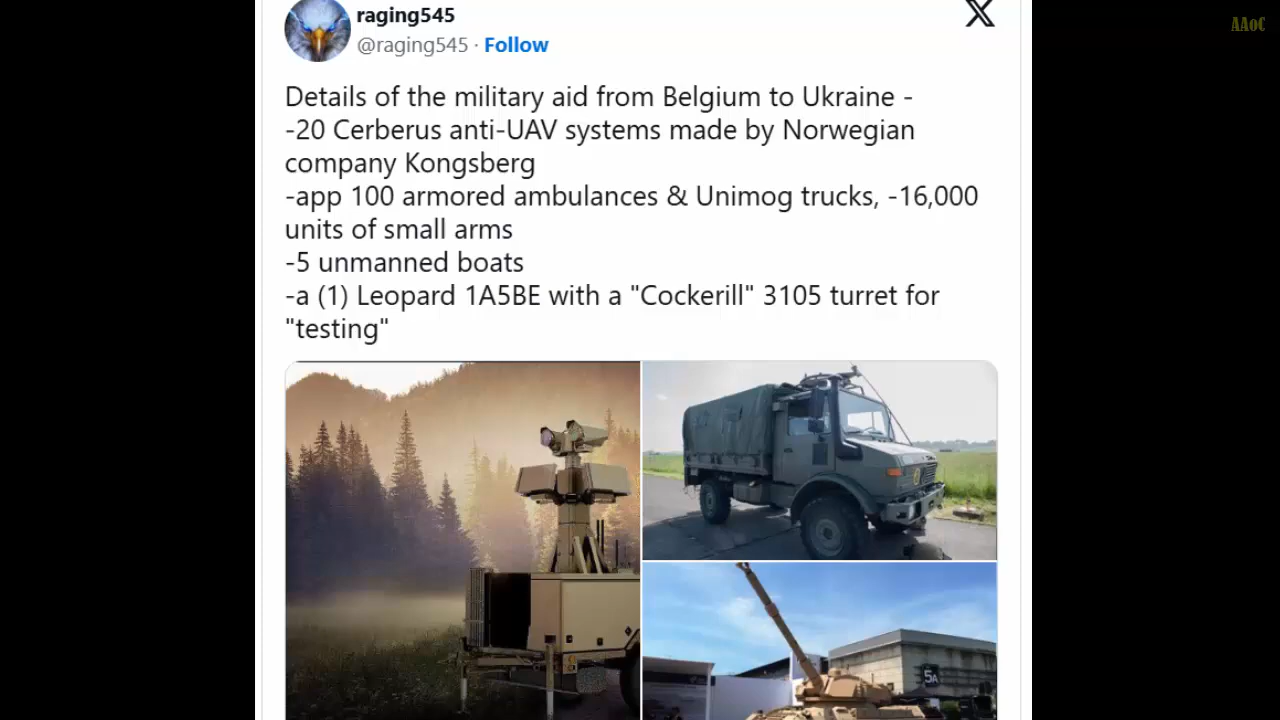 raging545
AAoC
@raging545 · Follow
Details of the military aid from Belgium to Ukraine -
-20 Cerberus anti-UAV systems made by Norwegian
company Kongsberg
-app 100 armored ambulances & Unimog trucks, -16,000
units of small arms
-5 unmanned boats
-a (1) Leopard 1A5BE with a "Cockerill" 3105 turret for
"testing"
5A